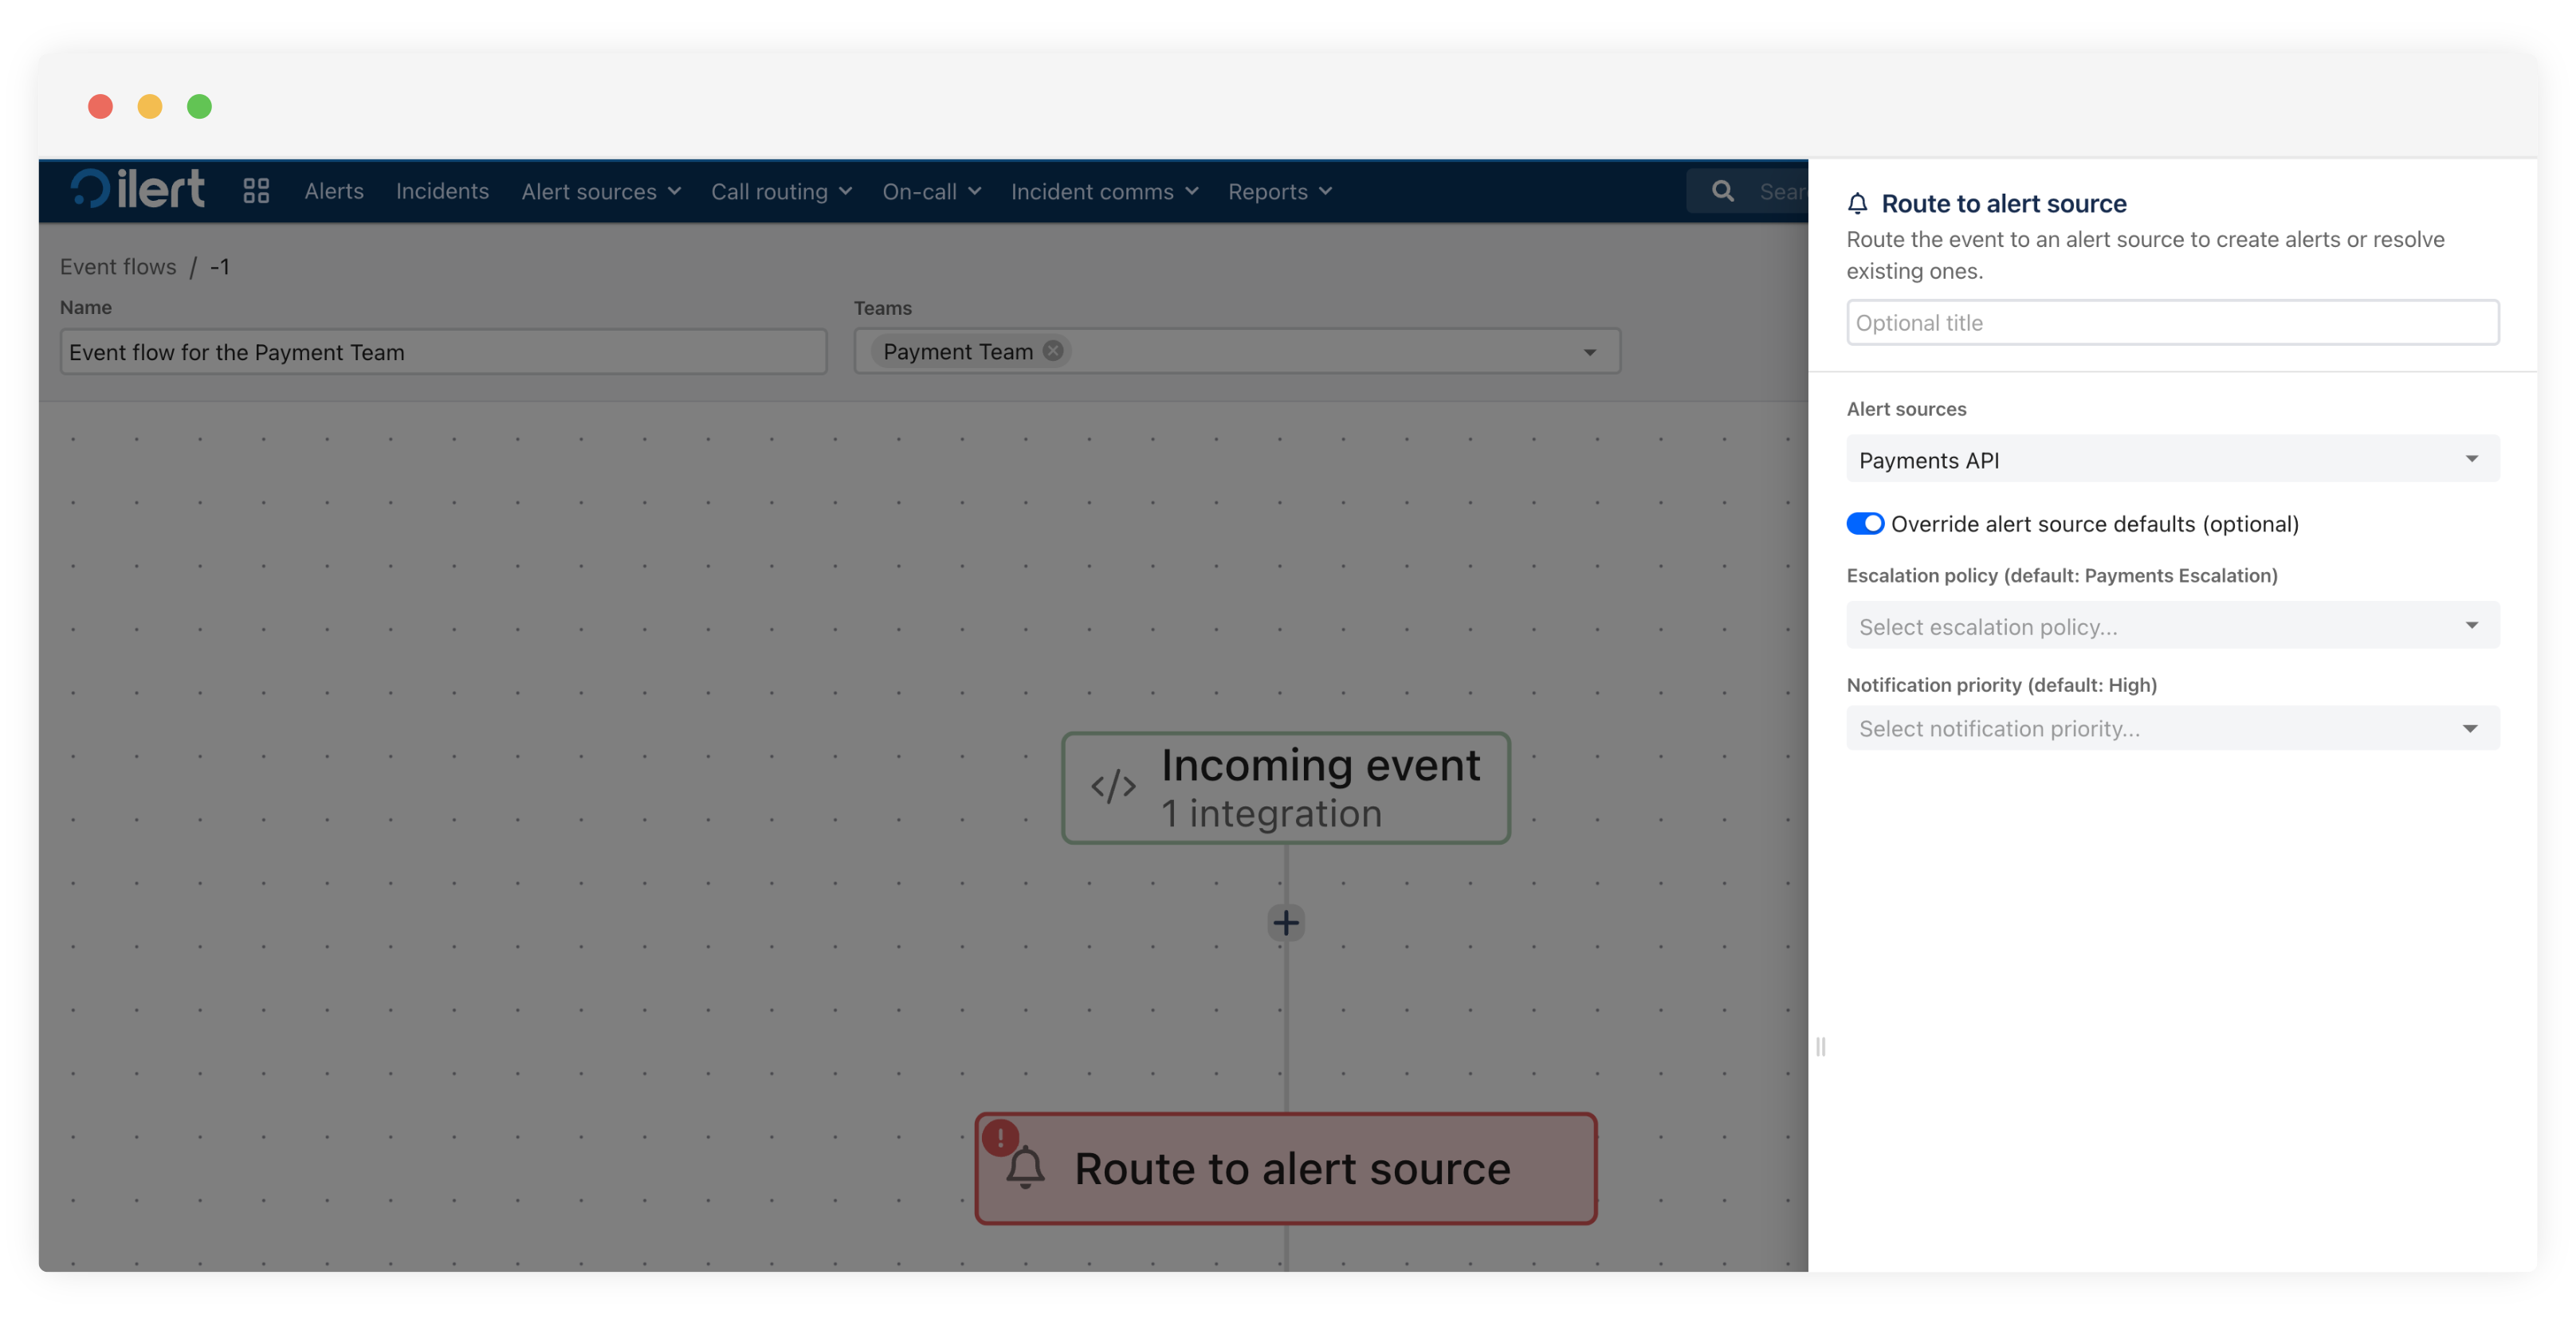 ilert Alerts Incidents Alert sources Call routing On-call Incident comms Reports
Event flows / -1
Name
Event flow for the Payment Team
Teams
Payment Team
Incoming event
1 integration
Route to alert source
Route to alert source
Route the event to an alert source to create alerts or resolve
existing ones.
Optional title
Alert sources
Payments API
Override alert source defaults (optional)
Escalation policy (default: Payments Escalation)
Select escalation policy...
Notification priority (default: High)
Select notification priority...